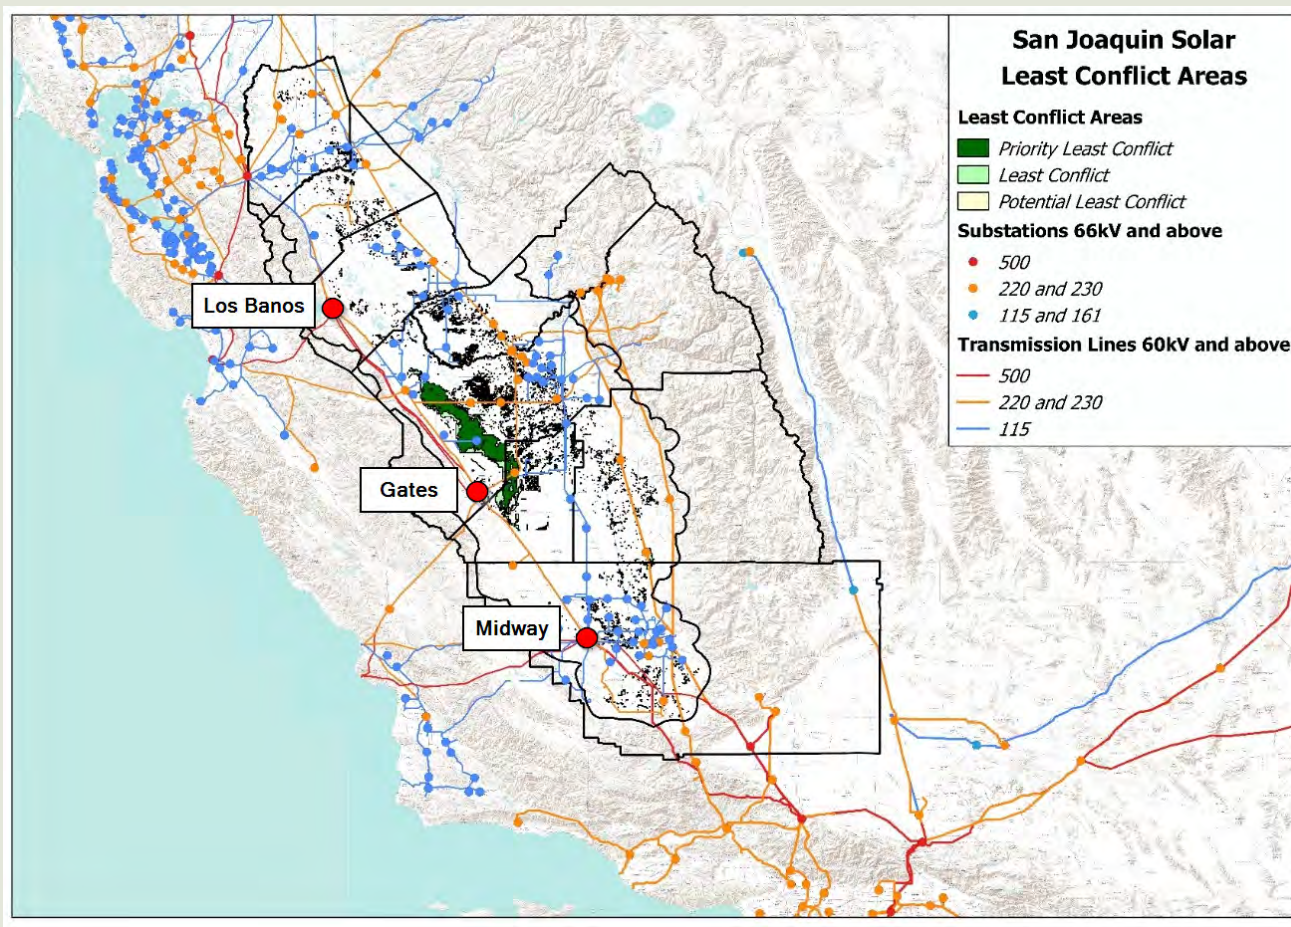 San Joaquin Solar
Least Conflict Areas
Least Conflict Areas
Priority Least Conflict
Least Conflict
Potential Least Conflict
Substations 66kV and above
500
220 and 230
115 and 161
Transmission Lines 60kV and above
500
220 and 230
115
Los Banos
Gates
Midway